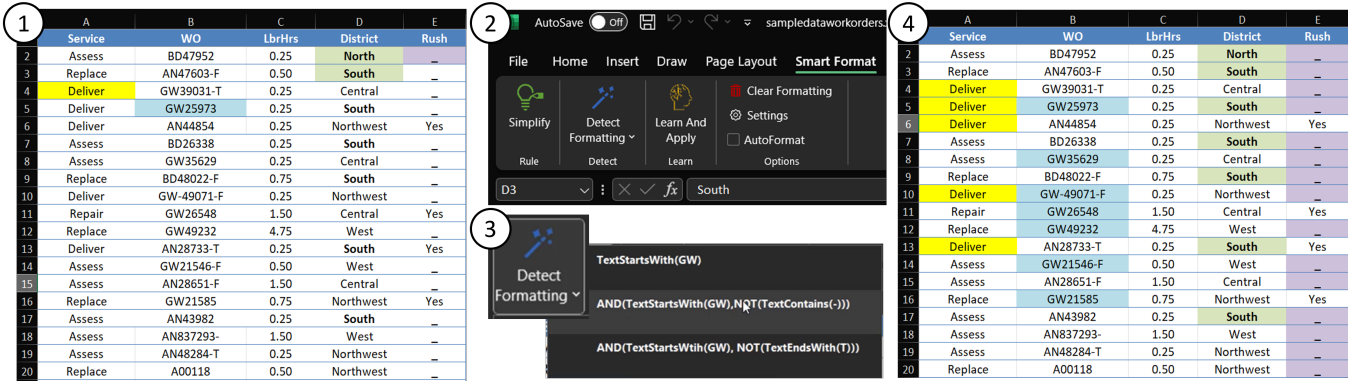 1
A B C D E
Service WO LbrHrs District Rush
2 Assess BD47952 0.25 North _
3 Replace AN47603-F 0.50 South _
4 Deliver GW39031-T 0.25 Central _
5 Deliver GW25973 0.25 South _
6 Deliver AN44854 0.25 Northwest Yes
7 Assess BD26338 0.25 South _
8 Assess GW35629 0.25 Central _
9 Replace BD48022-F 0.75 South _
10 Deliver GW-49071-F 0.25 Northwest _
11 Repair GW26548 1.50 Central Yes
12 Replace GW49232 4.75 West _
13 Deliver AN28733-T 0.25 South Yes
14 Assess GW21546-F 0.50 West _
15 Assess AN28651-F 1.50 Central _
16 Replace GW21585 0.75 Northwest Yes
17 Assess AN43982 0.25 South _
18 Assess AN837293- 1.50 West _
19 Assess AN48284-T 0.25 Northwest _
20 Replace A00118 0.50 Northwest _
2
AutoSave Off sampledataworkorders.
File Home Insert Draw Page Layout Smart Format
Simplify
Rule
Detect
Formatting
Detect
Learn And
Apply
Learn
Clear Formatting
Settings
AutoFormat
Options
D3 fx South
3
Detect
Formatting
TextStartsWith(GW)
AND(TextStartsWith(GW),NOT(TextContains(-)))
AND(TextStartsWtih(GW), NOT(TextEndsWith(T)))
4
A B C D E
Service WO LbrHrs District Rush
2 Assess BD47952 0.25 North _
3 Replace AN47603-F 0.50 South _
4 Deliver GW39031-T 0.25 Central _
5 Deliver GW25973 0.25 South _
6 Deliver AN44854 0.25 Northwest Yes
7 Assess BD26338 0.25 South _
8 Assess GW35629 0.25 Central _
9 Replace BD48022-F 0.75 South _
10 Deliver GW-49071-F 0.25 Northwest _
11 Repair GW26548 1.50 Central Yes
12 Replace GW49232 4.75 West _
13 Deliver AN28733-T 0.25 South Yes
14 Assess GW21546-F 0.50 West _
15 Assess AN28651-F 1.50 Central _
16 Replace GW21585 0.75 Northwest Yes
17 Assess AN43982 0.25 South _
18 Assess AN837293- 1.50 West _
19 Assess AN48284-T 0.25 Northwest _
20 Replace A00118 0.50 Northwest _